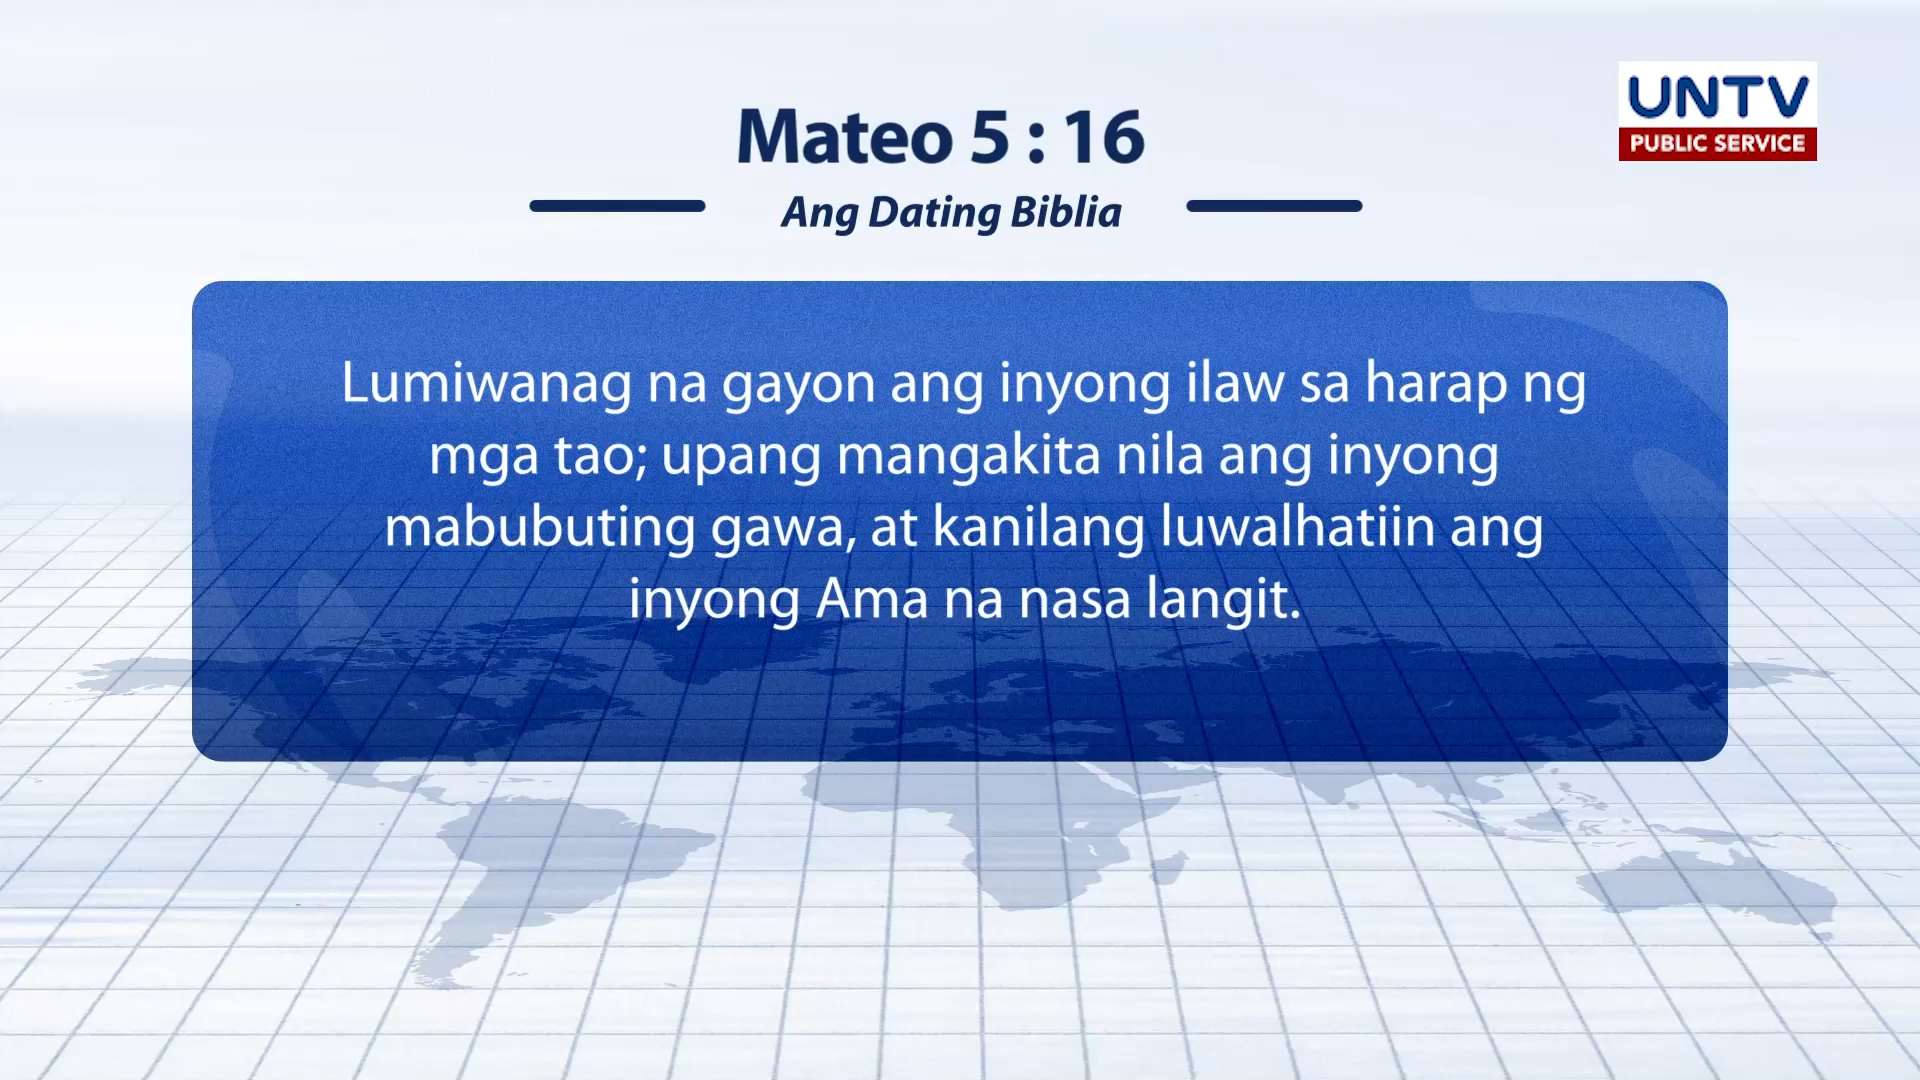 UNTV
PUBLIC SERVICE
Mateo 5 : 16
Ang Dating Biblia
Lumiwanag na gayon ang inyong ilaw sa harap ng
mga tao; upang mangakita nila ang inyong
mabubuting gawa, at kanilang luwalhatiin ang
inyong Ama na nasa langit.